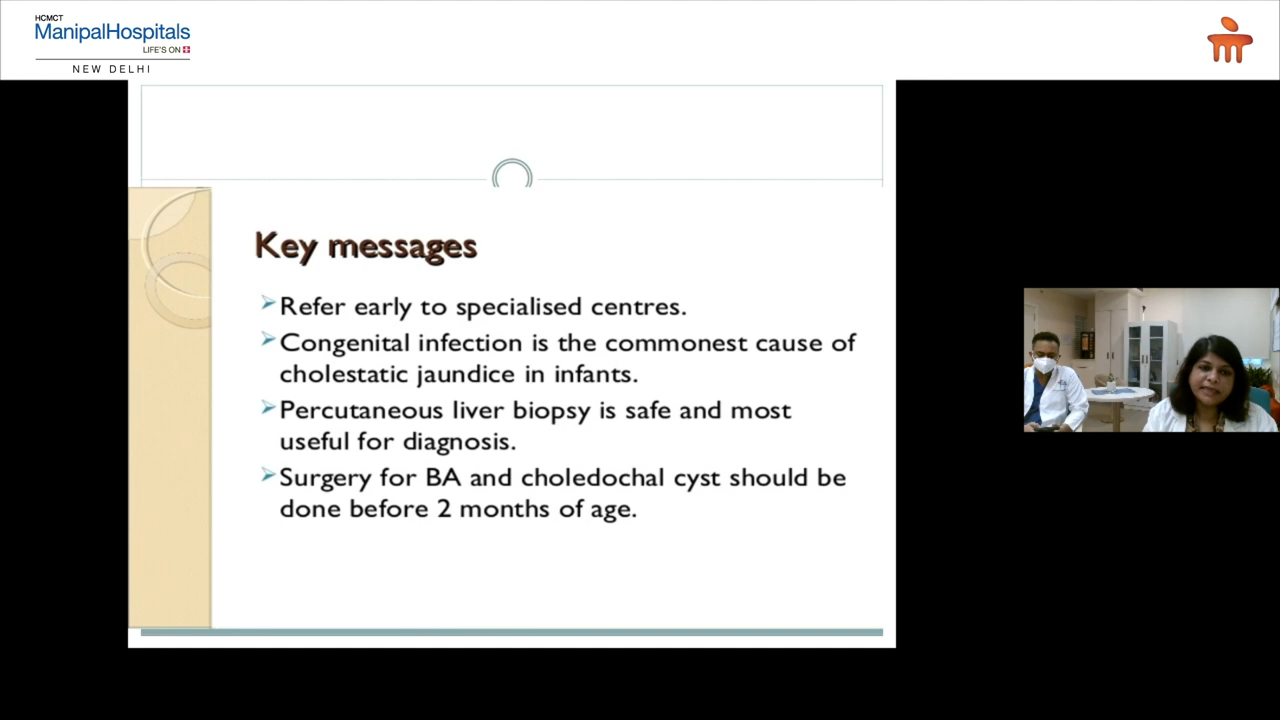 HCMCT
ManipalHospitals
LIFE'S ON
NEW DELHI
Key messages
Refer early to specialised centres.
Congenital infection is the commonest cause of
cholestatic jaundice in infants.
Percutaneous liver biopsy is safe and most
useful for diagnosis.
Surgery for BA and choledochal cyst should be
done before 2 months of age.